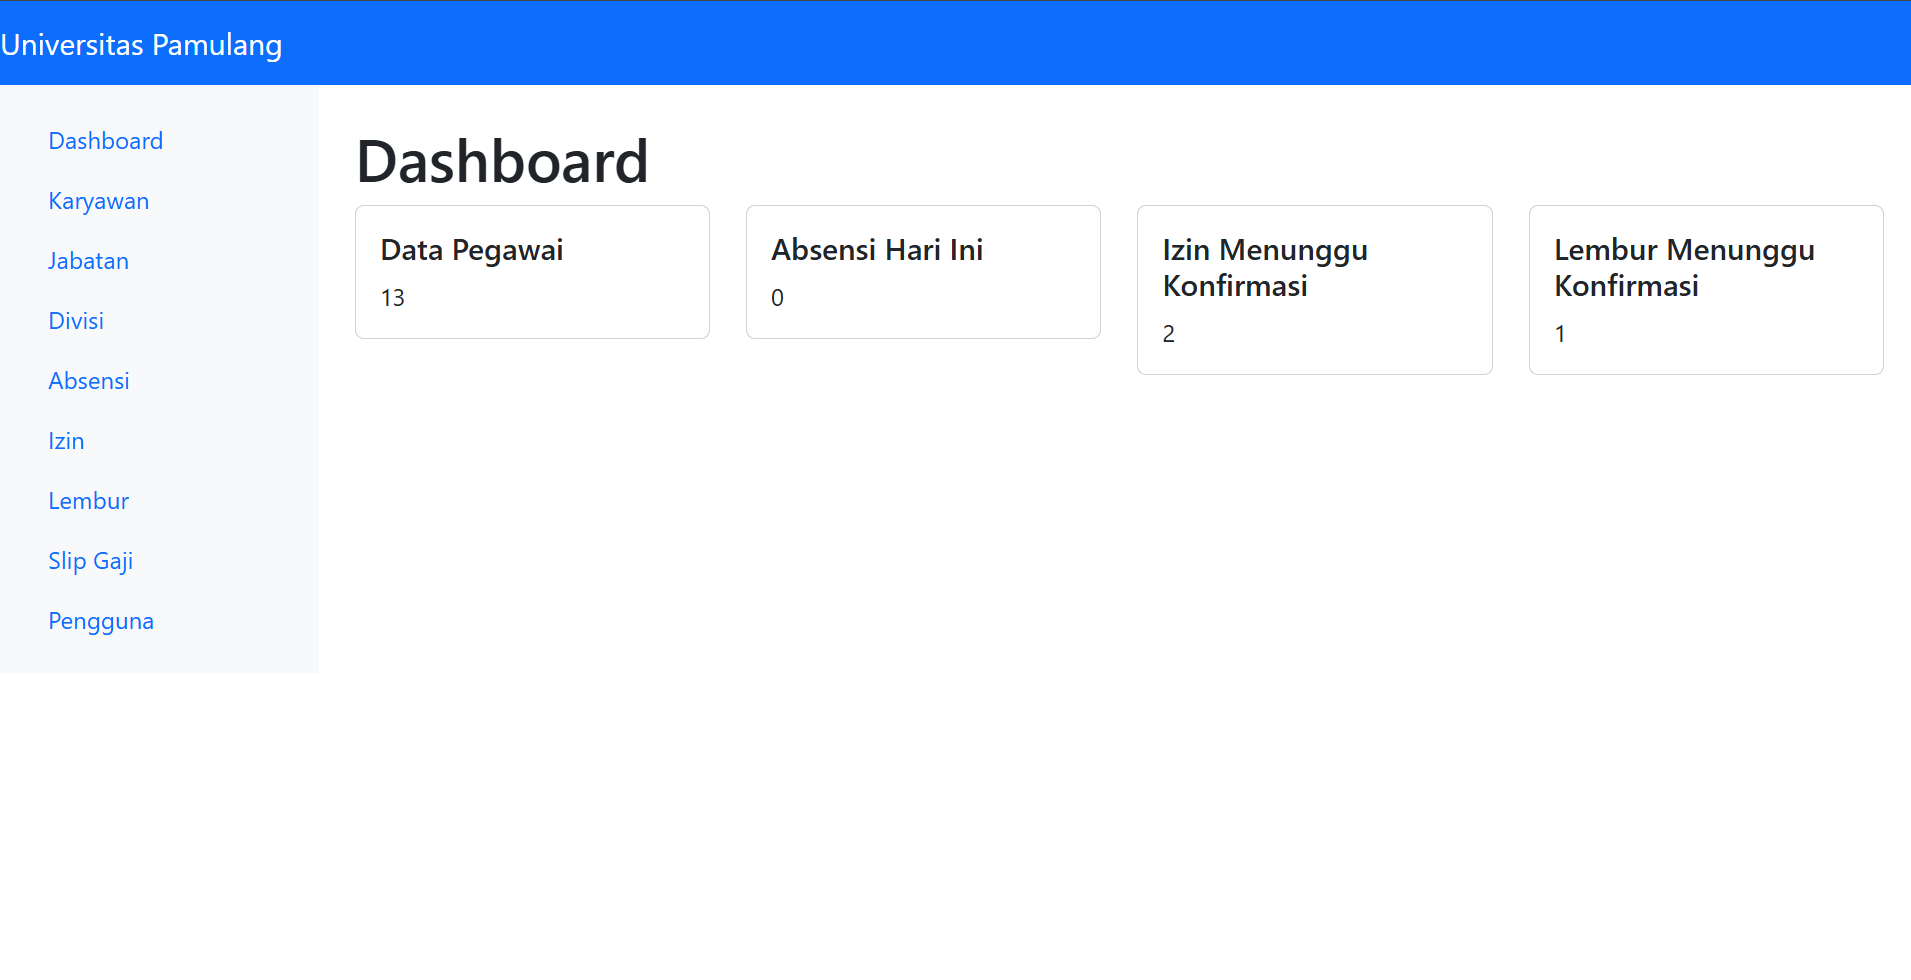 Universitas Pamulang
Dashboard
Karyawan
Jabatan
Divisi
Absensi
Izin
Lembur
Slip Gaji
Pengguna
Dashboard
Data Pegawai
13
Absensi Hari Ini
0
Izin Menunggu
Konfirmasi
2
Lembur Menunggu
Konfirmasi
1